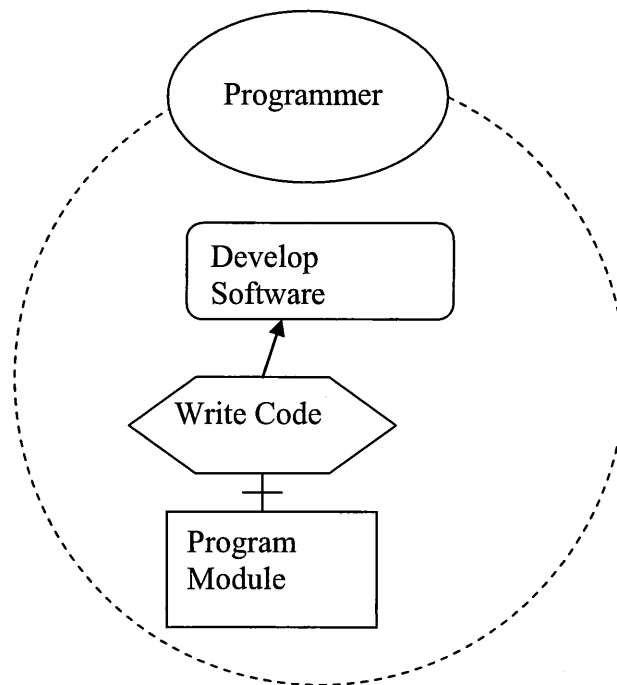 Programmer
Develop
Software
Write Code
Program
Module